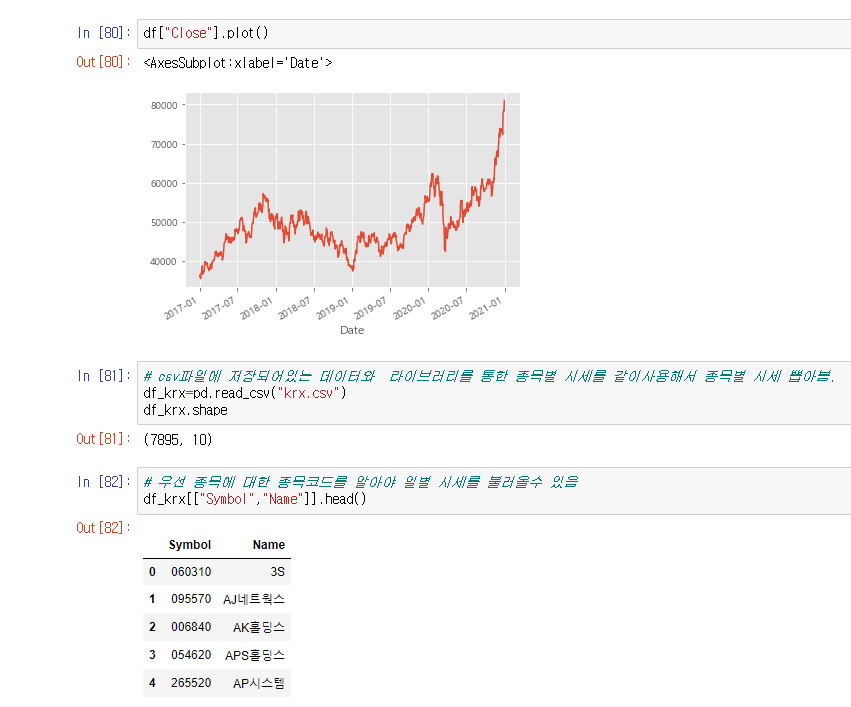 In [80]: df["Close"].plot()
Out[80]: <AxesSubplot:xlabel='Date'>
80000
70000
60000
50000
40000
2017-01 2017-07 2018-01 2018-07 2019-01 2019-07 2020-01 2020-07 2021-01
Date
In [81]: # csv파일에 저장되어있는 데이터와 라이브러리를 통한 종목별 시세를 같이사용해서 종목별 시세 뽑아봄.
df_krx=pd.read_csv("krx.csv")
df_krx.shape
Out[81]: (7895, 10)
In [82]: # 우선 종목에 대한 종목코드를 알아야 일별 시세를 불러올수 있음
df_krx[["Symbol","Name"]].head()
Out[82]:
Symbol Name
0 060310 3S
1 095570 AJ네트웍스
2 006840 AK홀딩스
3 054620 APS홀딩스
4 265520 AP시스템